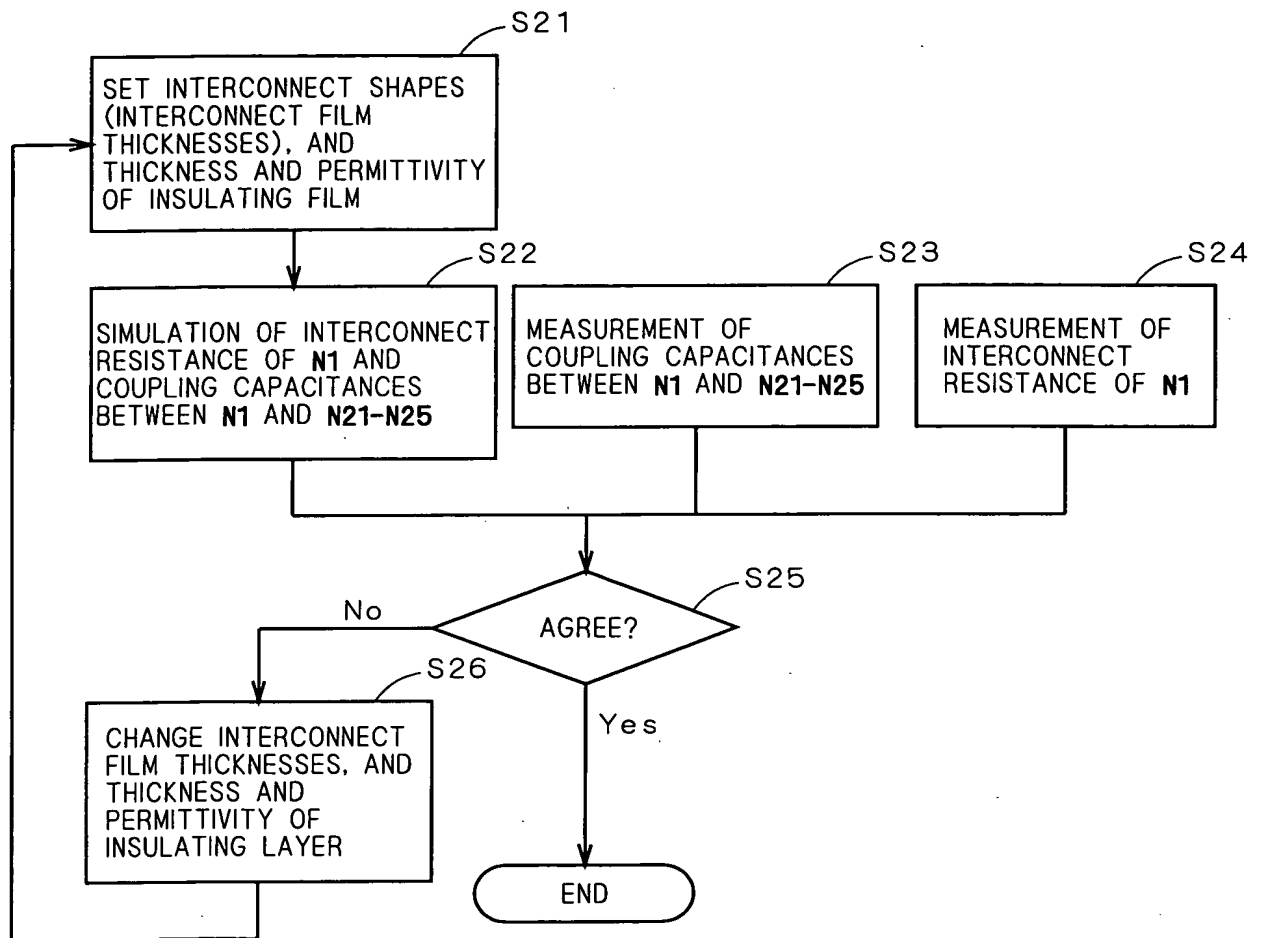 S21
SET INTERCONNECT SHAPES
(INTERCONNECT FILM
THICKNESSES), AND
THICKNESS AND PERMITTIVITY
OF INSULATING FILM
S22
SIMULATION OF INTERCONNECT
RESISTANCE OF N1 AND
COUPLING CAPACITANCES
BETWEEN N1 AND N21-N25
S23
MEASUREMENT OF
COUPLING CAPACITANCES
BETWEEN N1 AND N21-N25
S24
MEASUREMENT OF
INTERCONNECT
RESISTANCE OF N1
S25
AGREE?
No
Yes
S26
CHANGE INTERCONNECT
FILM THICKNESSES, AND
THICKNESS AND
PERMITTIVITY OF
INSULATING LAYER
END